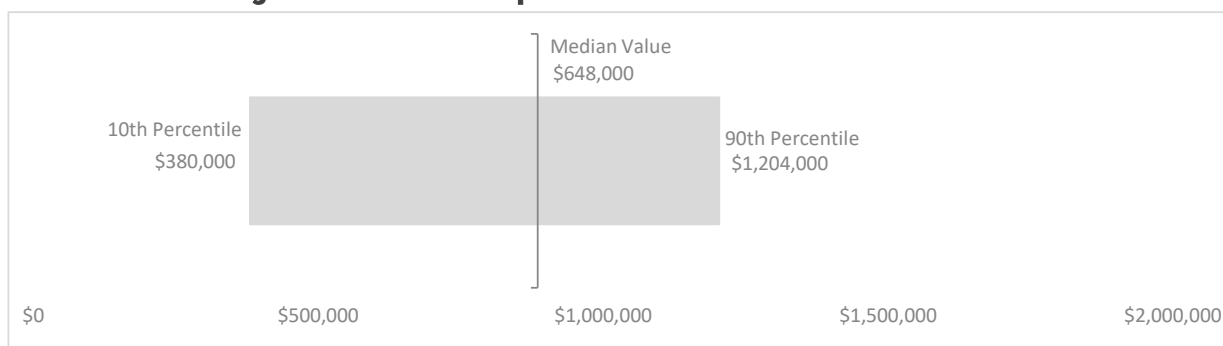 Median Value
$648,000
10th Percentile
$380,000
90th Percentile
$1,204,000
$0 $500,000 $1,000,000 $1,500,000 $2,000,000